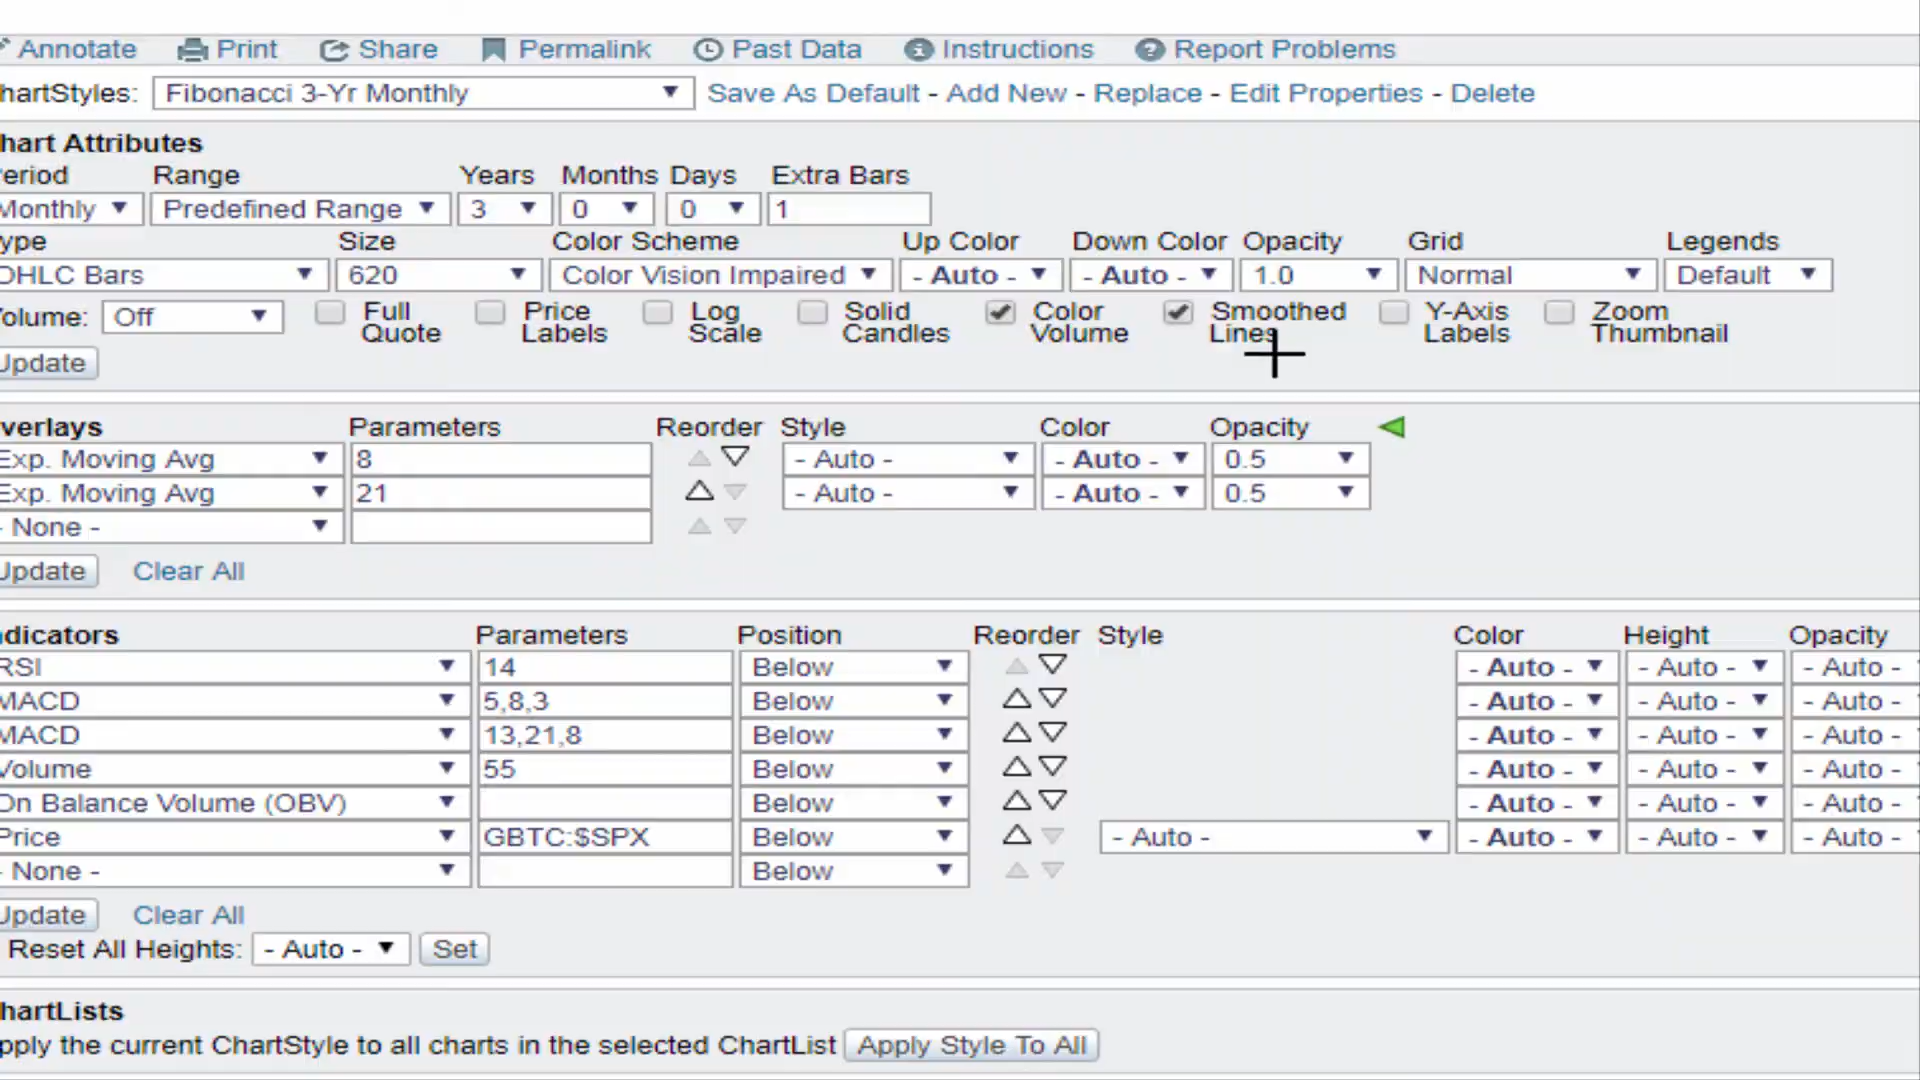 Annotate Print Share Permalink Past Data Instructions Report Problems
hartStyles: Fibonacci 3-Yr Monthly Save As Default - Add New - Replace - Edit Properties - Delete
hart Attributes
eriod Range Years Months Days Extra Bars
Monthly Predefined Range 3 0 0 1
ype Size Color Scheme Up Color Down Color Opacity Grid Legends
OHLC Bars 620 Color Vision Impaired - Auto - - Auto - 1.0 Normal Default
olume: Off Full Quote Price Labels Log Scale Solid Candles Color Volume Smoothed Lines Y-Axis Labels Zoom Thumbnail
Update
verlays Parameters Reorder Style Color Opacity
Exp. Moving Avg 8 - Auto - - Auto - 0.5
Exp. Moving Avg 21 - Auto - - Auto - 0.5
- None -
Update Clear All
dicators Parameters Position Reorder Style Color Height Opacity
RSI 14 Below - Auto - - Auto - - Auto -
MACD 5,8,3 Below - Auto - - Auto - - Auto -
MACD 13,21,8 Below - Auto - - Auto - - Auto -
Volume 55 Below - Auto - - Auto - - Auto -
On Balance Volume (OBV) Below - Auto - - Auto - - Auto -
Price GBTC:$SPX Below - Auto - - Auto - - Auto - - Auto -
- None - Below
Update Clear All
Reset All Heights: - Auto - Set
hartLists
pply the current ChartStyle to all charts in the selected ChartList Apply Style To All